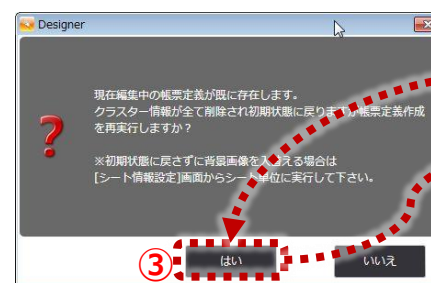 Designer
現在編集中の帳票定義が既に存在します。
クラスター情報が全て削除され初期状態に戻りますが帳票定義作成
を再実行しますか？
※初期状態に戻さずに背景画像を入替える場合は
[シート情報設定]画面からシート単位に実行して下さい。
③ はい いいえ